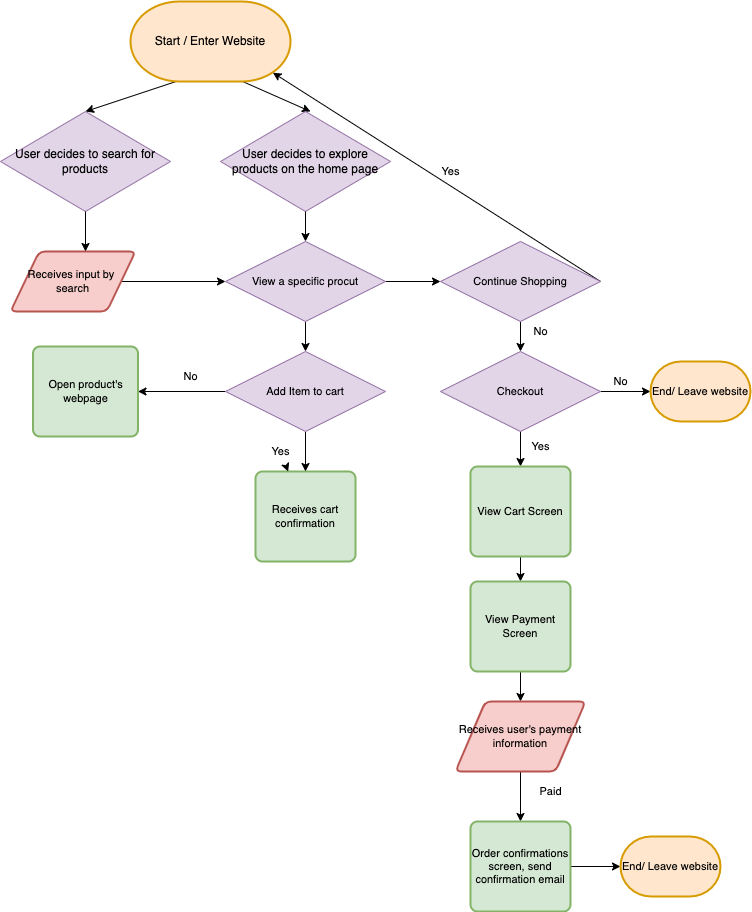 Start / Enter Website
User decides to search for
products
User decides to explore
products on the home page
Yes
Receives input by
search
View a specific procut
Continue Shopping
No
Open product's
webpage
No
Add Item to cart
Checkout
No
End/ Leave website
Yes
Yes
Receives cart
confirmation
View Cart Screen
View Payment
Screen
Receives user's payment
information
Paid
Order confirmations
screen, send
confirmation email
End/ Leave website